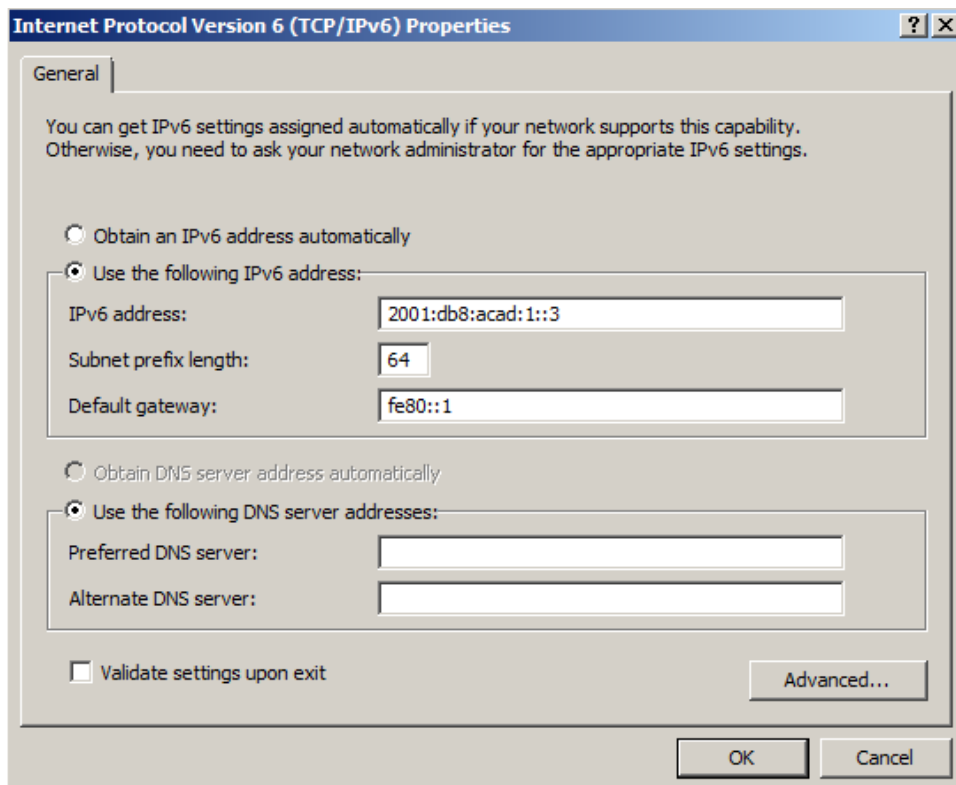 Internet Protocol Version 6 (TCP/IPv6) Properties
General
You can get IPv6 settings assigned automatically if your network supports this capability.
Otherwise, you need to ask your network administrator for the appropriate IPv6 settings.
Obtain an IPv6 address automatically
Use the following IPv6 address:
IPv6 address: 2001:db8:acad:1::3
Subnet prefix length: 64
Default gateway: fe80::1
Obtain DNS server address automatically
Use the following DNS server addresses:
Preferred DNS server:
Alternate DNS server:
Validate settings upon exit
Advanced...
OK Cancel